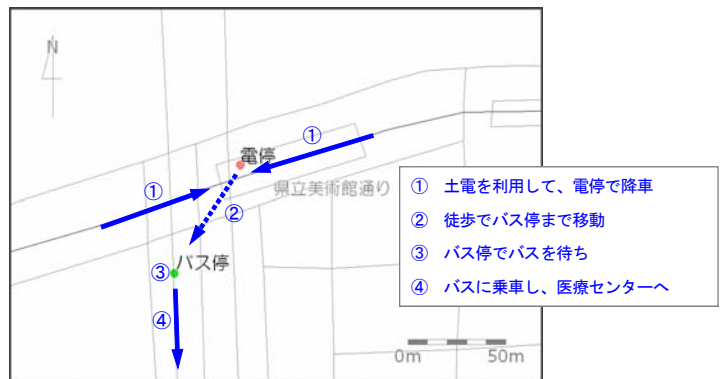 N
①
電停
①
①
県立美術館通り
②
バス停
③
④
0m
50m
① 土電を利用して、電停で降車
② 徒歩でバス停まで移動
③ バス停でバスを待ち
④ バスに乗車し、医療センターへ